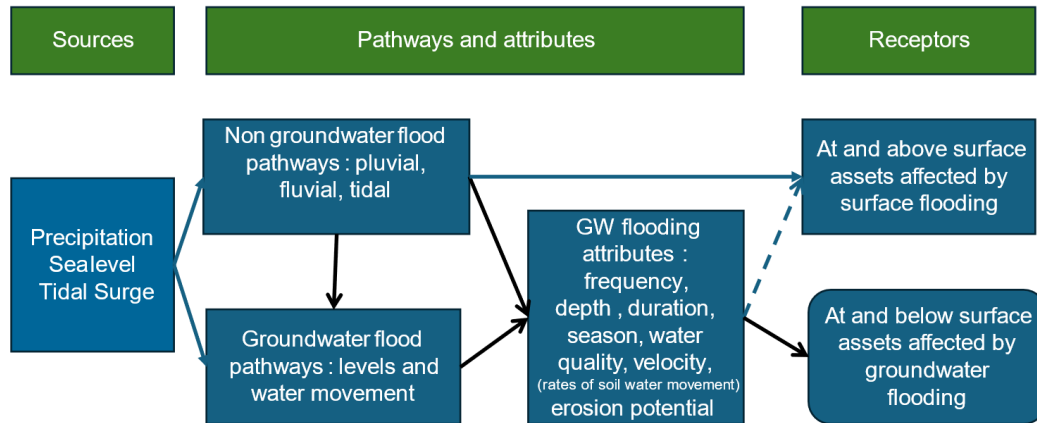 Sources
Pathways and attributes
Receptors
Non groundwater flood
pathways : pluvial,
fluvial, tidal
At and above surface
assets affected by
surface flooding
Precipitation
Sealevel
Tidal Surge
GW flooding
attributes :
frequency,
depth , duration,
season, water
quality, velocity,
(rates of soil water movement)
erosion potential
Groundwater flood
pathways : levels and
water movement
At and below surface
assets affected by
groundwater
flooding